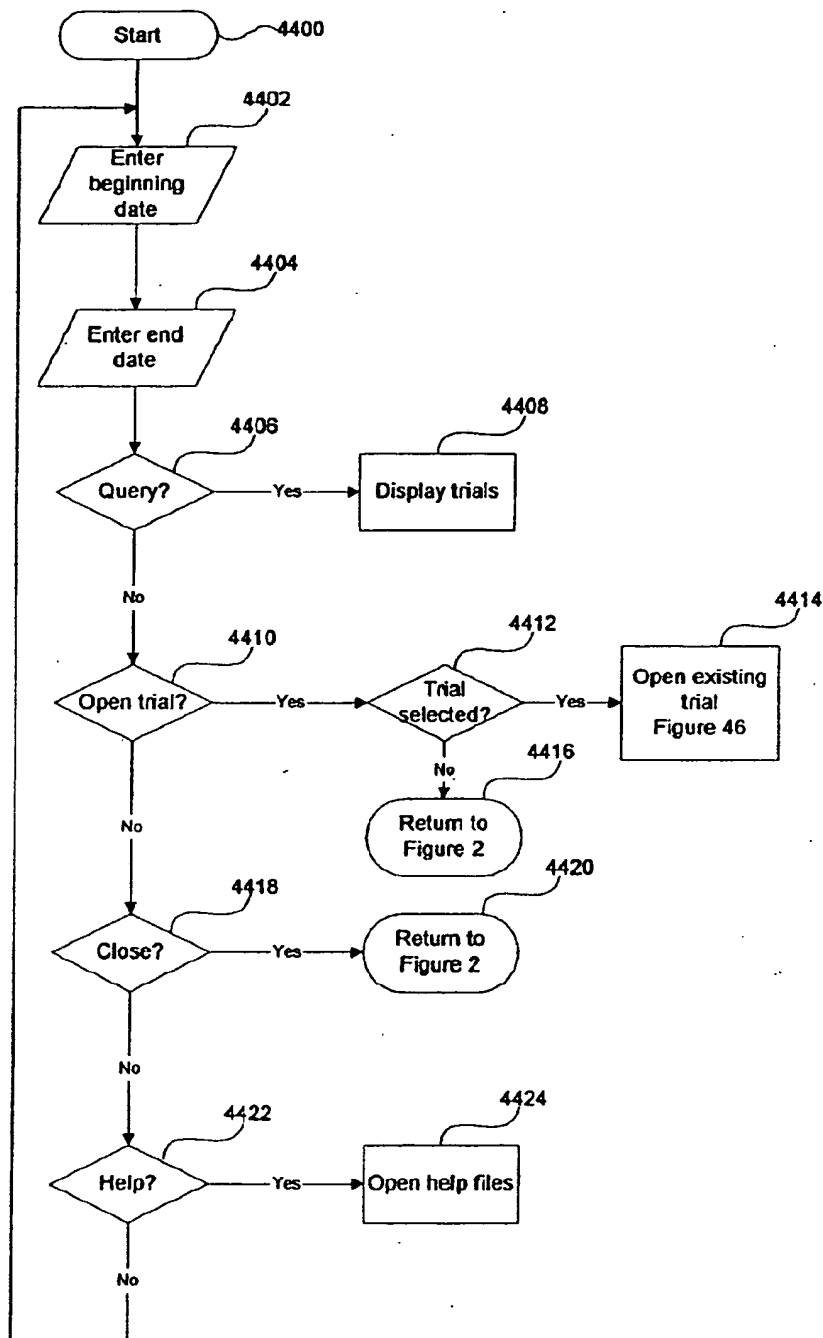 Start
4400
4402
Enter
beginning
date
4404
Enter end
date
4406
4408
Query?
Yes
Display trials
No
4410
4412
4414
Open trial?
Yes
Trial
selected?
Yes
Open existing
trial
Figure 46
No
4416
No
Return to
Figure 2
4418
4420
Close?
Yes
Return to
Figure 2
No
4422
4424
Help?
Yes
Open help files
No